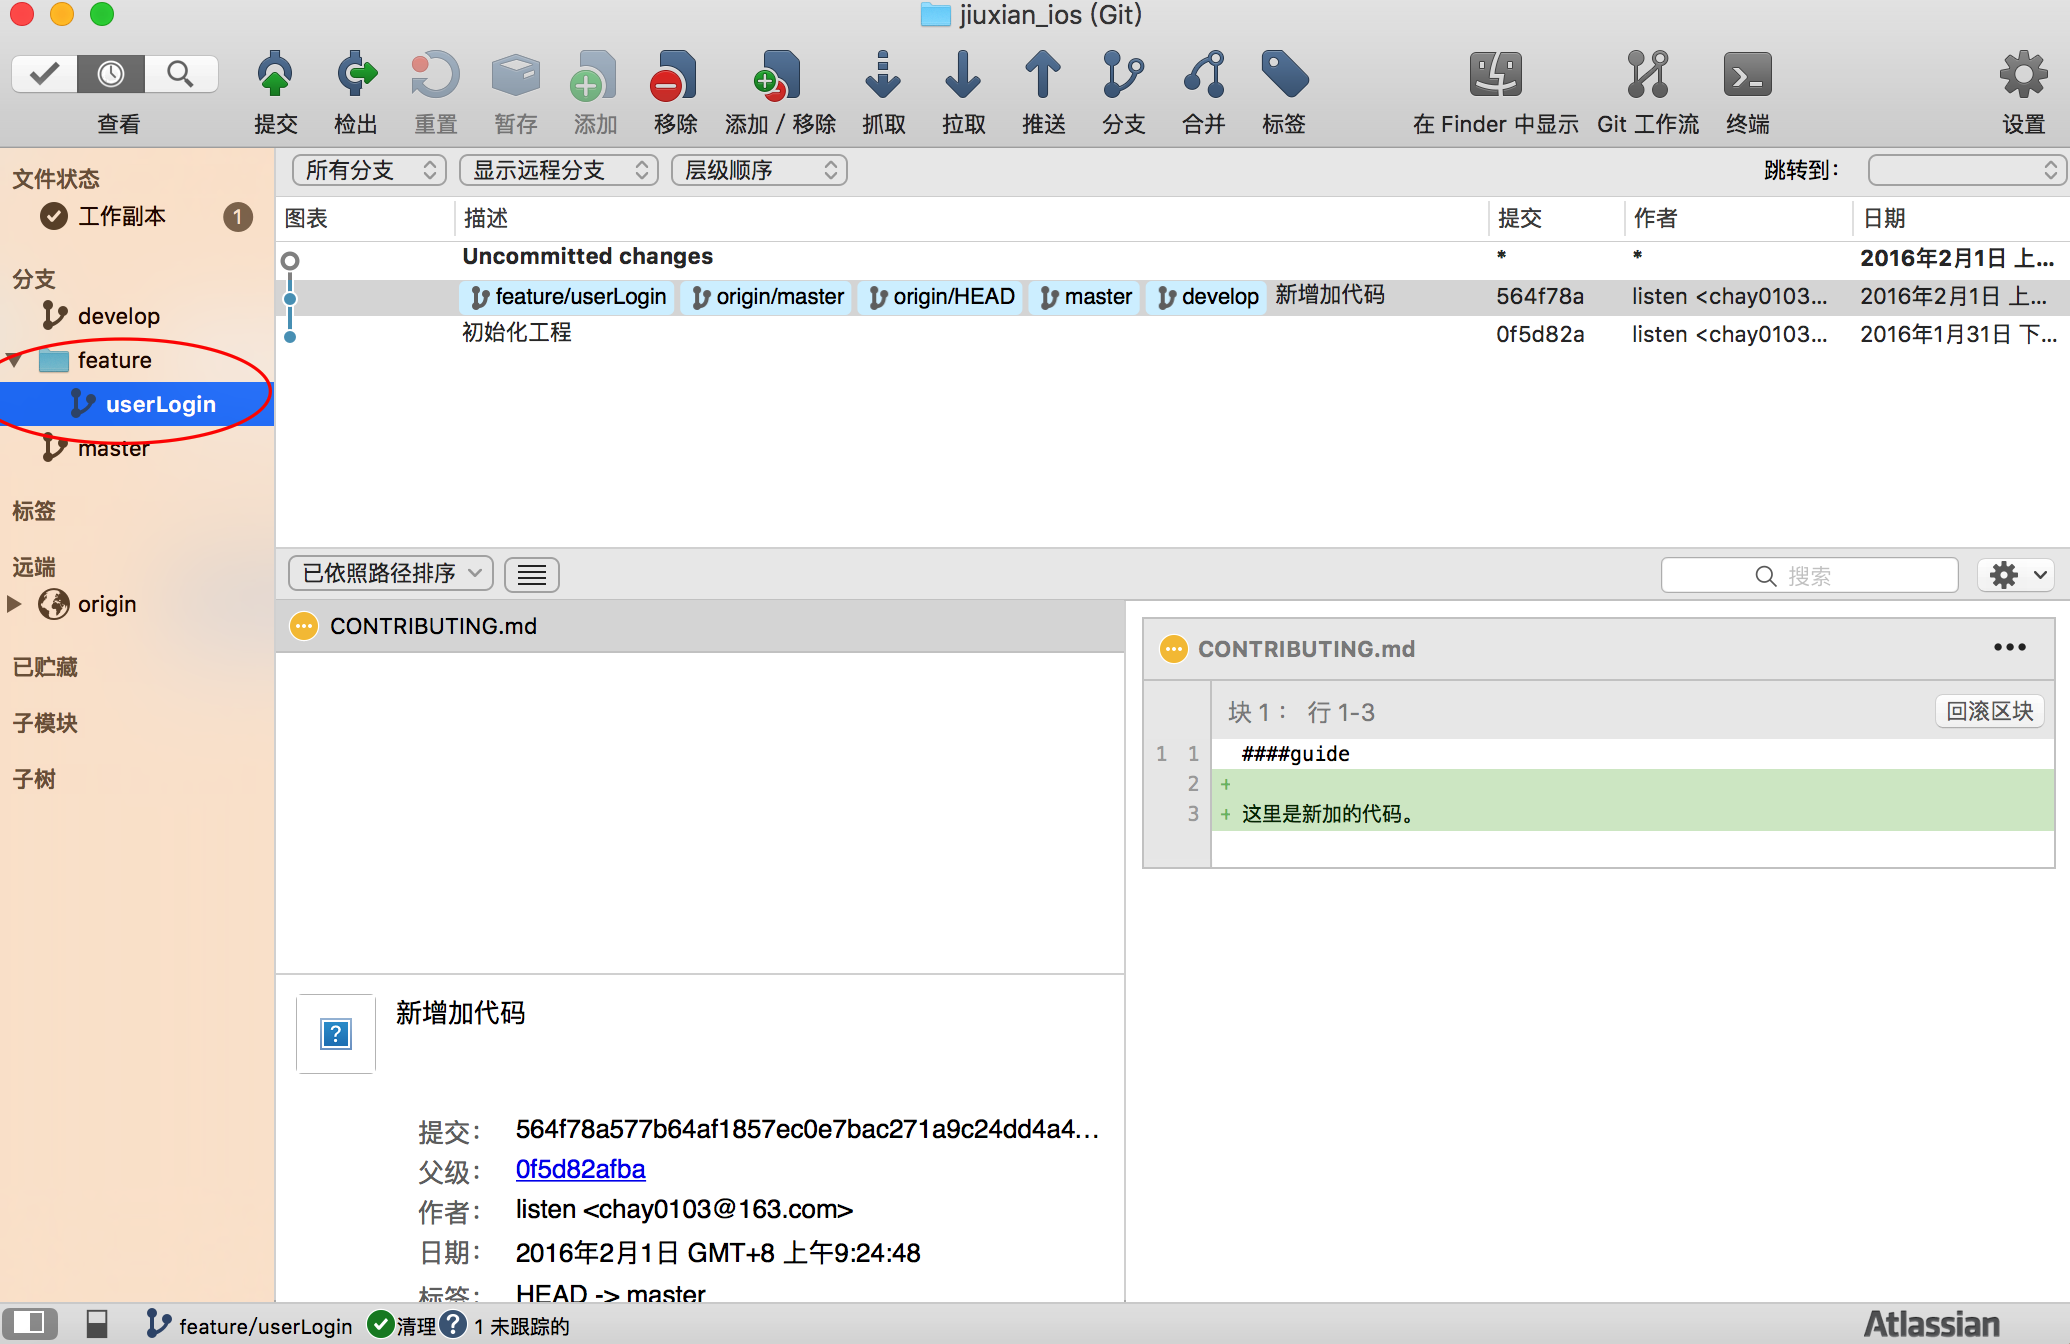 jiuxian_ios (Git)
查看 提交 检出 重置 暂存 添加 移除 添加 / 移除 抓取 拉取 推送 分支 合并 标签 在 Finder 中显示 Git 工作流 终端 设置
文件状态
工作副本 1
分支
develop
feature
userLogin
master
标签
远端
origin
已贮藏
子模块
子树
所有分支 显示远程分支 层级顺序 跳转到：
图表 描述 提交 作者 日期
Uncommitted changes * * 2016年2月1日 上...
feature/userLogin origin/master origin/HEAD master develop 新增加代码 564f78a listen <chay0103... 2016年2月1日 上...
初始化工程 0f5d82a listen <chay0103... 2016年1月31日 下...
已依照路径排序 搜索
CONTRIBUTING.md
CONTRIBUTING.md
块 1： 行 1-3 回滚区块
1 1 ####guide
2 +
3 + 这里是新加的代码。
新增加代码
提交： 564f78a577b64af1857ec0e7bac271a9c24dd4a4...
父级： 0f5d82afba
作者： listen <chay0103@163.com>
日期： 2016年2月1日 GMT+8 上午9:24:48
标签： HEAD -> master
feature/userLogin 清理 ? 1 未跟踪的
Atlassian